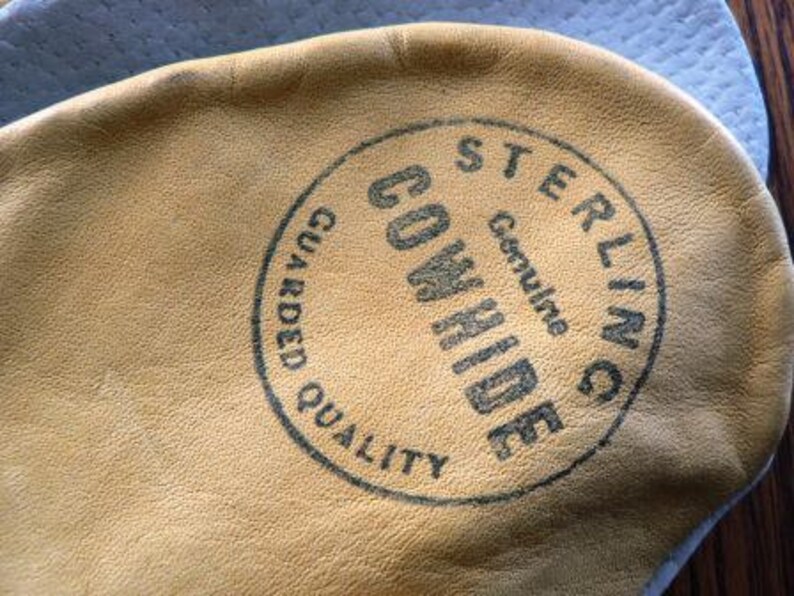 STERLING
Genuine
COWHIDE
GUARDED QUALITY